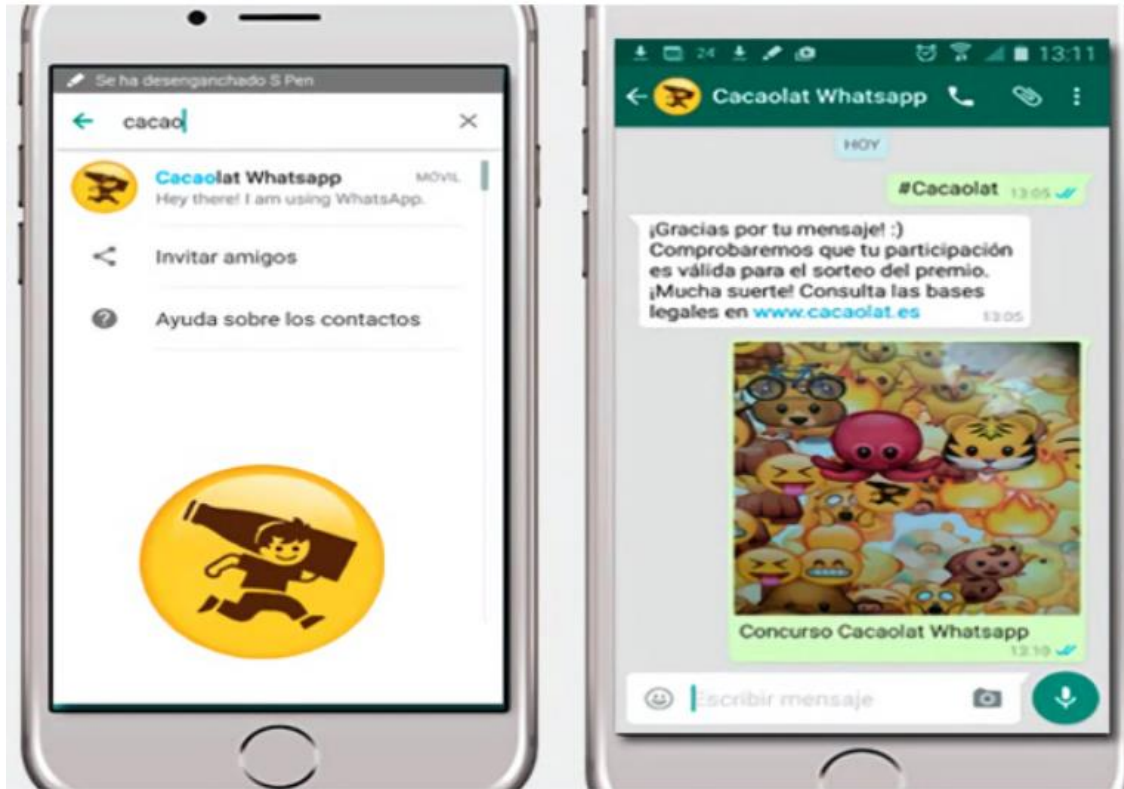 Se ha desenganchado S Pen
cacao
Cacaolat Whatsapp
MÓVIL
Hey there! I am using WhatsApp.
Invitar amigos
Ayuda sobre los contactos
24° 13:11
Cacaolat Whatsapp
HOY
#Cacaolat 13:05
¡Gracias por tu mensaje! :)
Comprobaremos que tu participación
es válida para el sorteo del premio.
¡Mucha suerte! Consulta las bases
legales en www.cacaolat.es 13:05
Concurso Cacaolat Whatsapp
13:10
Escribir mensaje